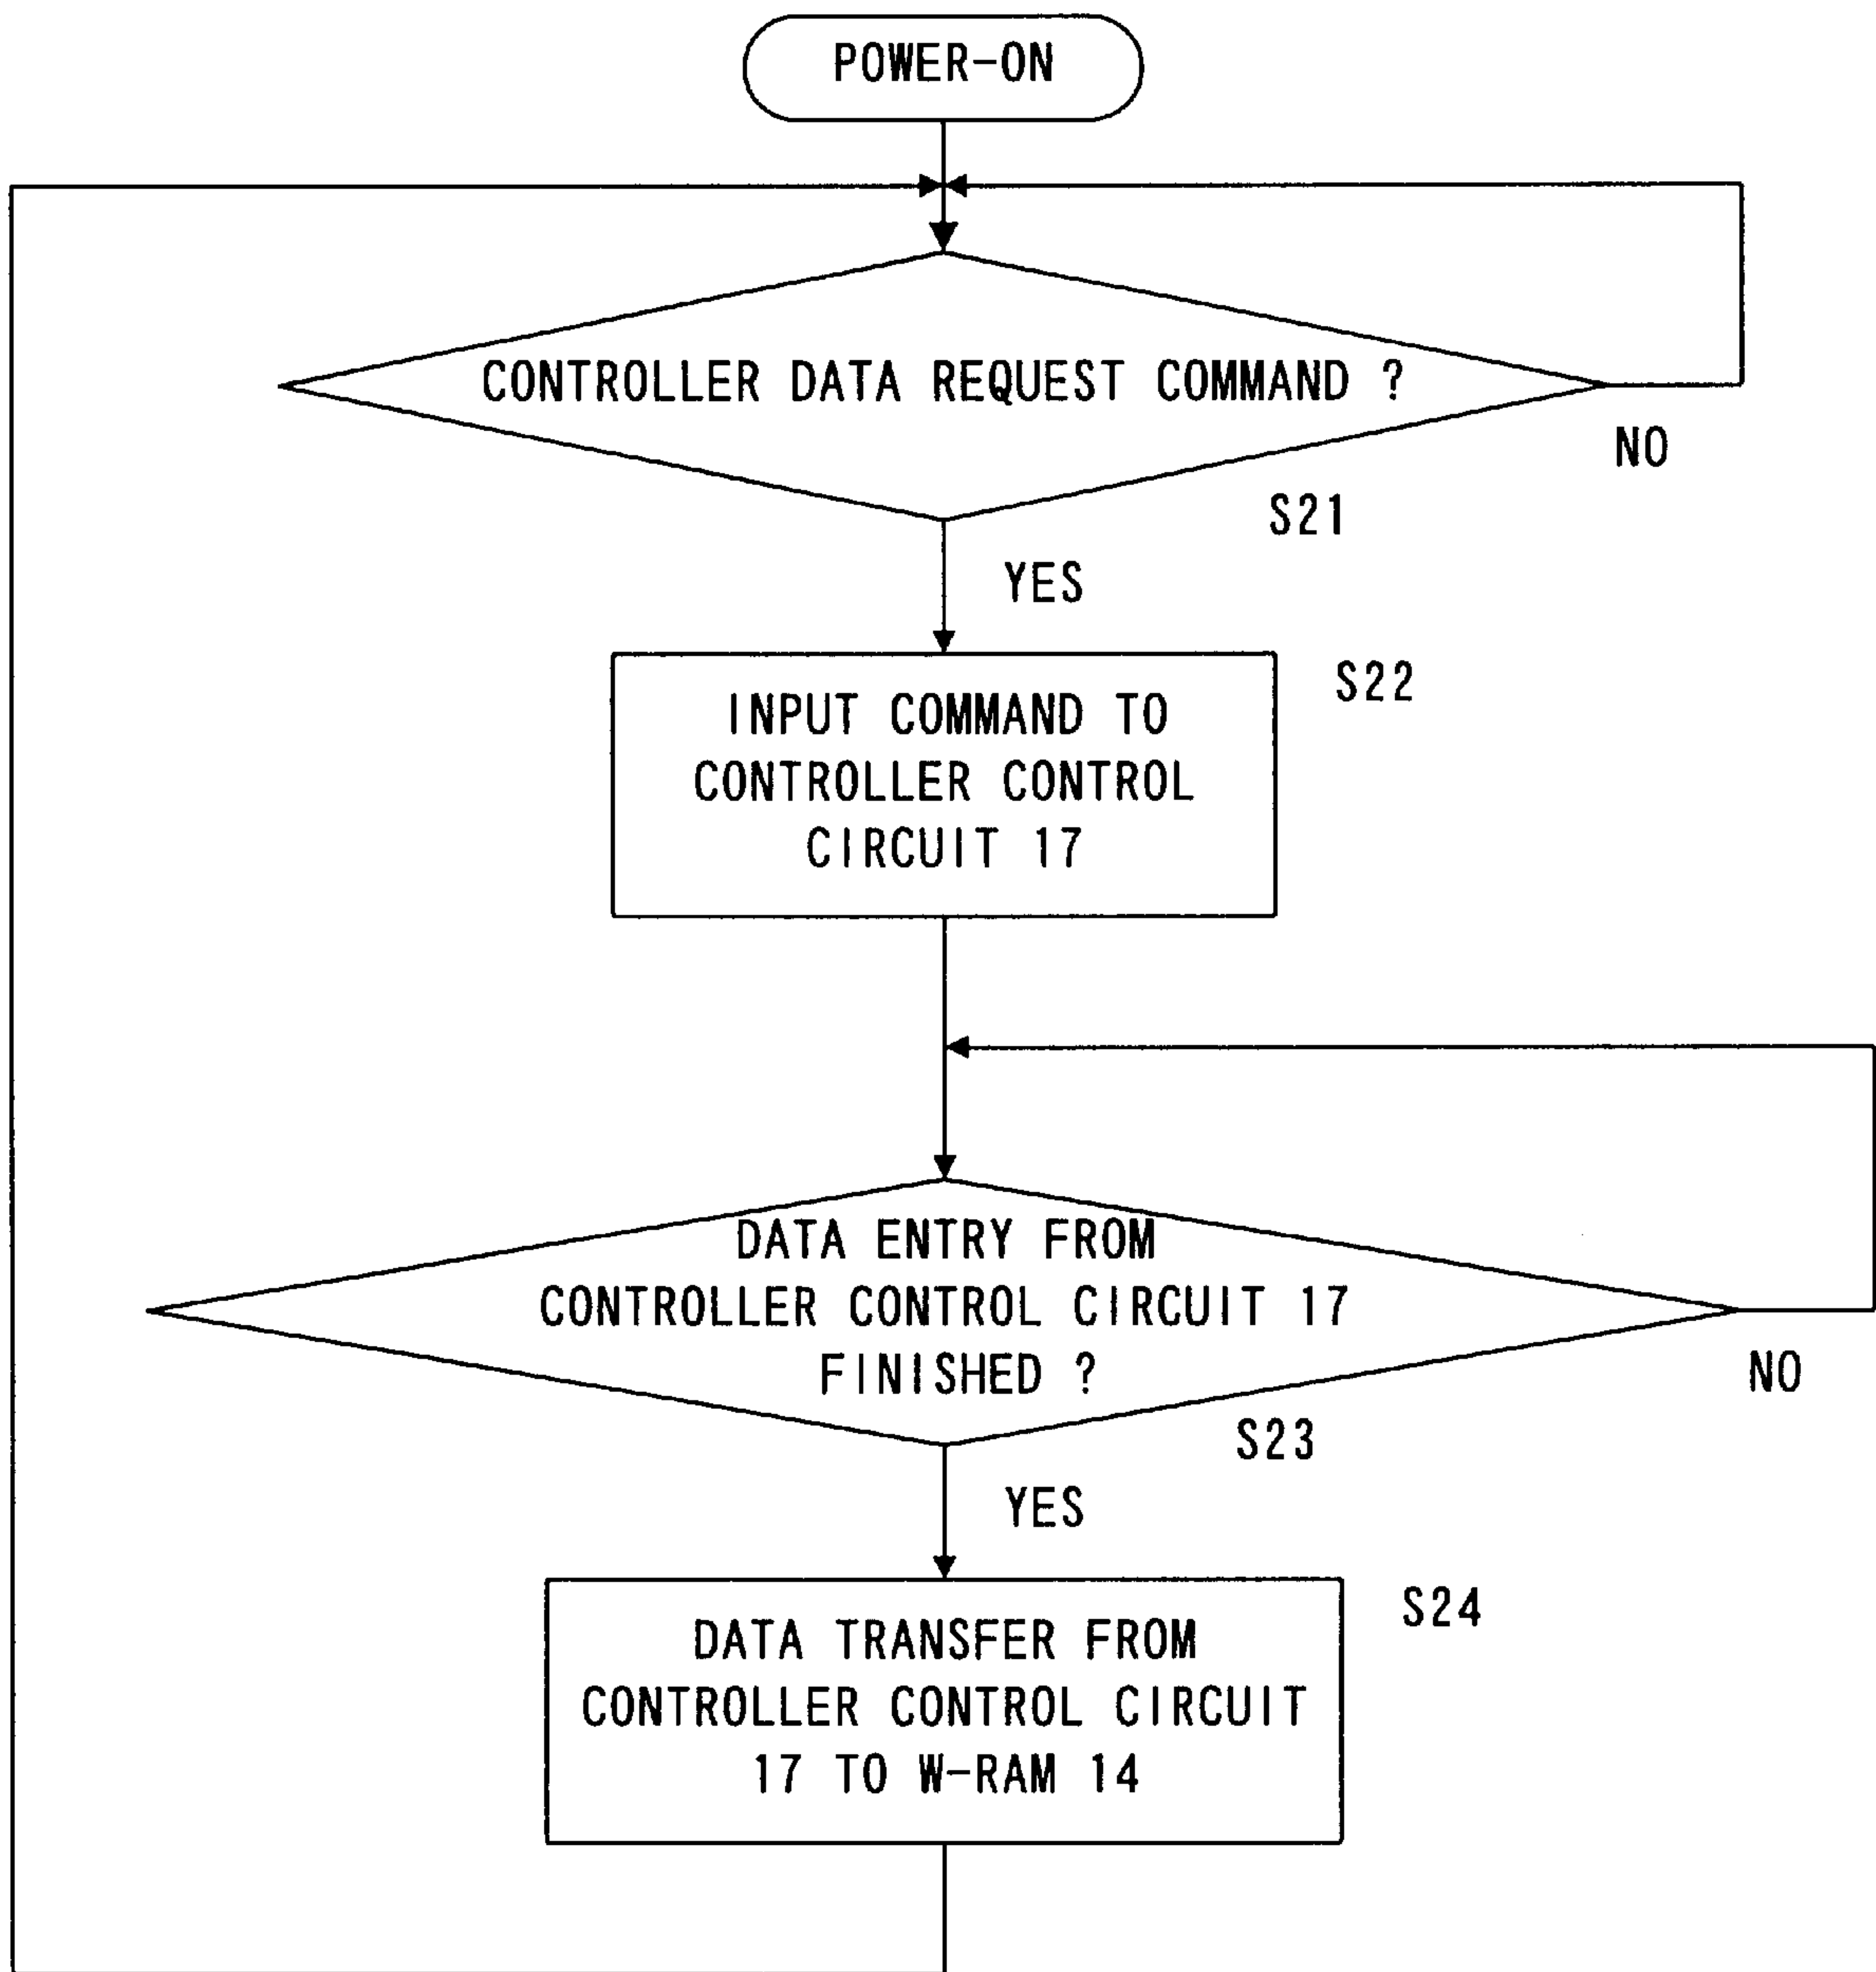 POWER-ON
CONTROLLER DATA REQUEST COMMAND ?
NO
S21
YES
S22
INPUT COMMAND TO
CONTROLLER CONTROL
CIRCUIT 17
DATA ENTRY FROM
CONTROLLER CONTROL CIRCUIT 17
FINISHED ?
NO
S23
YES
S24
DATA TRANSFER FROM
CONTROLLER CONTROL CIRCUIT
17 TO W-RAM 14